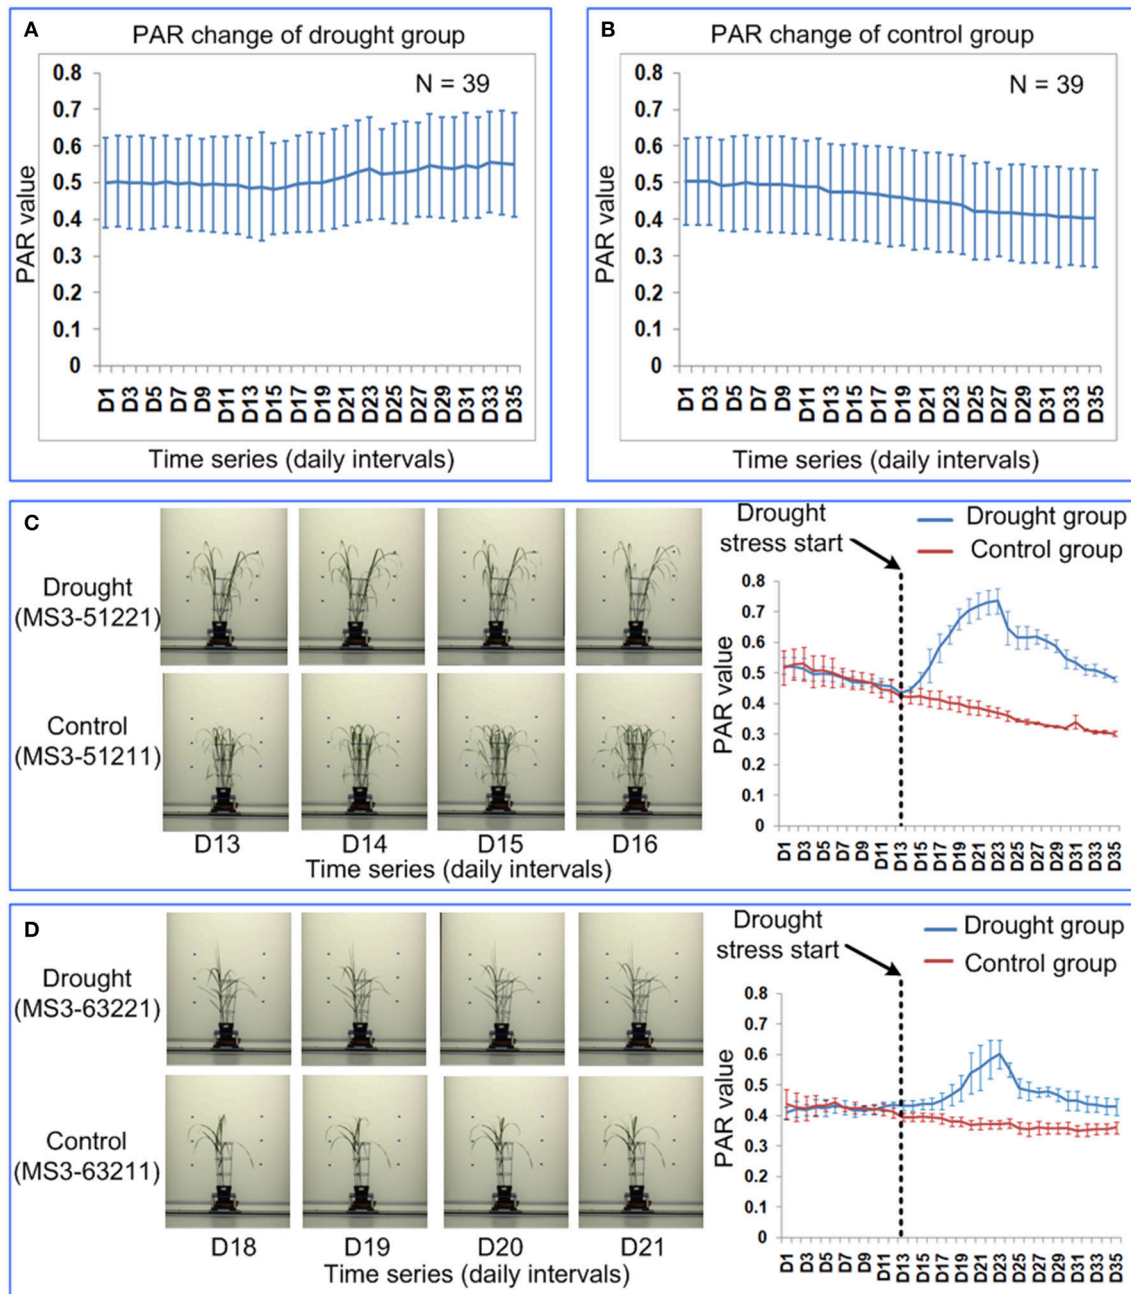 A
PAR change of drought group
N = 39
PAR value
0.8
0.7
0.6
0.5
0.4
0.3
0.2
0.1
0
D1 D3 D5 D7 D9 D11 D13 D15 D17 D19 D21 D23 D25 D27 D29 D31 D33 D35
Time series (daily intervals)
B
PAR change of control group
N = 39
PAR value
0.8
0.7
0.6
0.5
0.4
0.3
0.2
0.1
0
D1 D3 D5 D7 D9 D11 D13 D15 D17 D19 D21 D23 D25 D27 D29 D31 D33 D35
Time series (daily intervals)
C
Drought
(MS3-51221)
Control
(MS3-51211)
D13 D14 D15 D16
Time series (daily intervals)
Drought
stress start
Drought group
Control group
PAR value
0.8
0.7
0.6
0.5
0.4
0.3
0.2
0.1
0
D1 D3 D5 D7 D9 D11 D13 D15 D17 D19 D21 D23 D25 D27 D29 D31 D33 D35
D
Drought
(MS3-63221)
Control
(MS3-63211)
D18 D19 D20 D21
Time series (daily intervals)
Drought
stress start
Drought group
Control group
PAR value
0.8
0.7
0.6
0.5
0.4
0.3
0.2
0.1
0
D1 D3 D5 D7 D9 D11 D13 D15 D17 D19 D21 D23 D25 D27 D29 D31 D33 D35